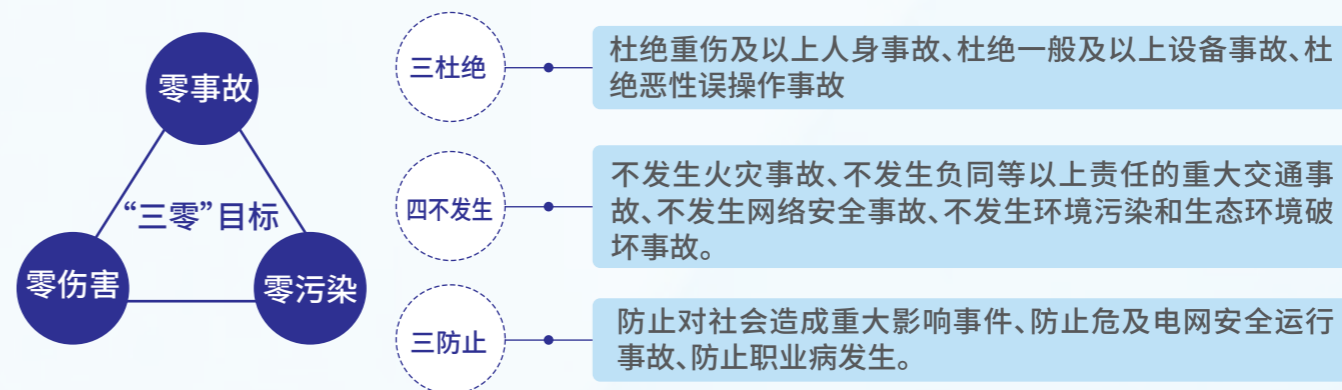 零事故
“三零”目标
零伤害
零污染
三杜绝
杜绝重伤及以上人身事故、杜绝一般及以上设备事故、杜
绝恶性误操作事故
四不发生
不发生火灾事故、不发生负同等以上责任的重大交通事
故、不发生网络安全事故、不发生环境污染和生态环境破
坏事故。
三防止
防止对社会造成重大影响事件、防止危及电网安全运行
事故、防止职业病发生。